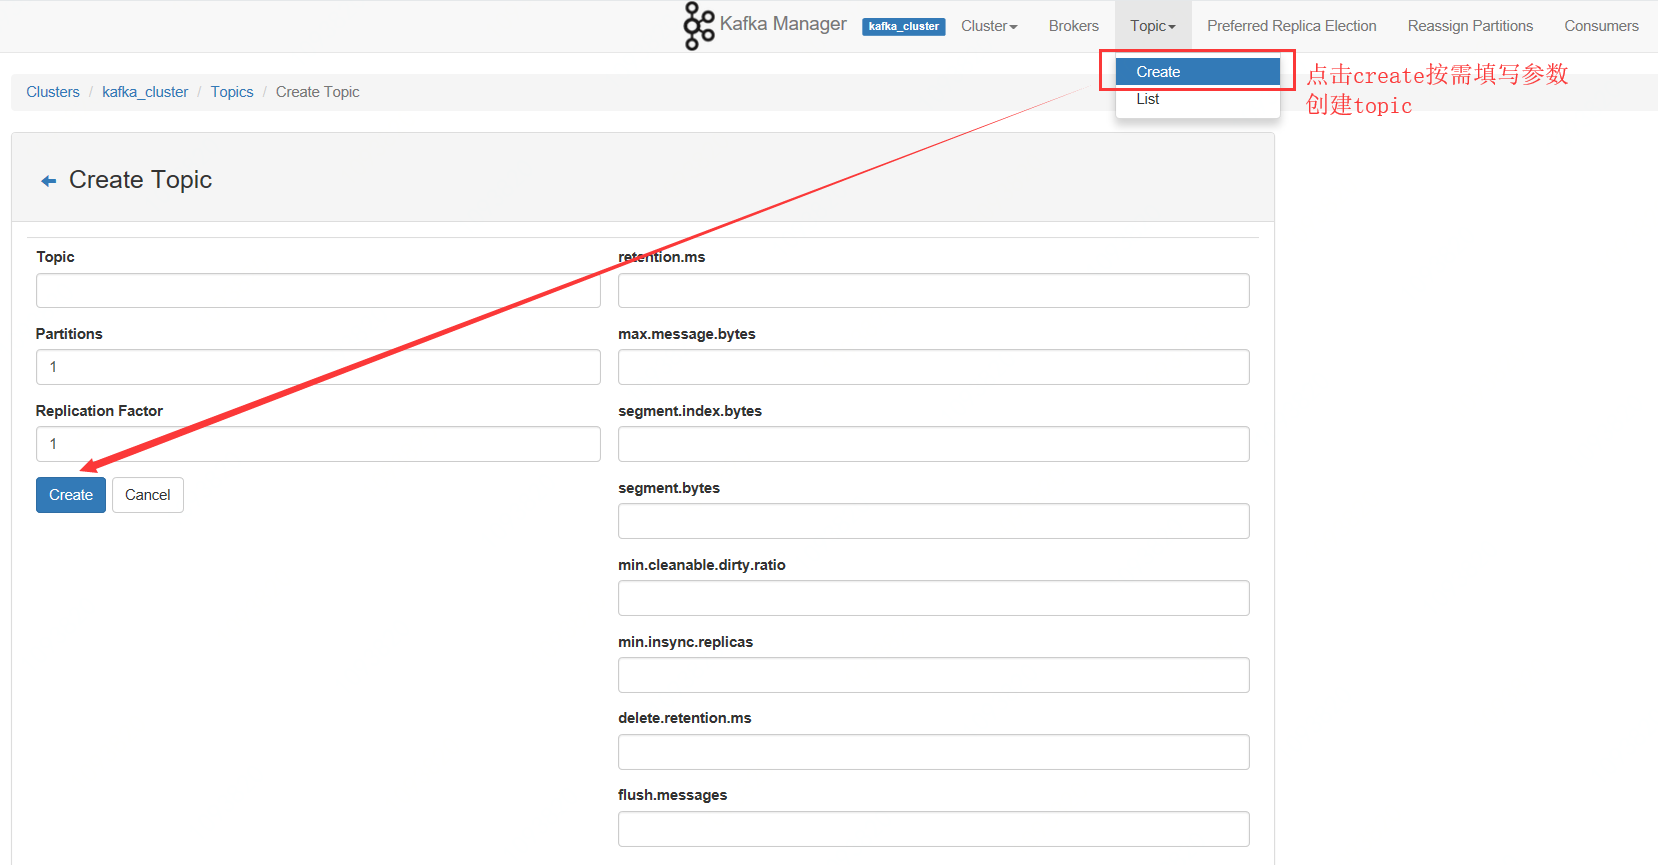 Kafka Manager kafka_cluster Cluster Brokers Topic Preferred Replica Election Reassign Partitions Consumers
Create
List
点击create按需填写参数
创建topic
Clusters / kafka_cluster / Topics / Create Topic
Create Topic
Topic
Partitions
1
Replication Factor
1
Create Cancel
retention.ms
max.message.bytes
segment.index.bytes
segment.bytes
min.cleanable.dirty.ratio
min.insync.replicas
delete.retention.ms
flush.messages